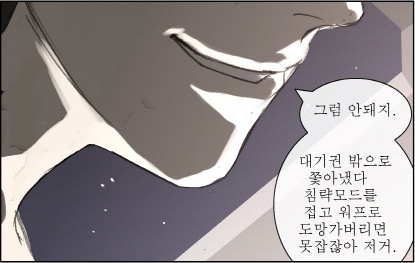 그럼 안돼지.
대기권 밖으로
쫓아냈다
침략모드를
접고 워프로
도망가버리면
못잡잖아 저거.